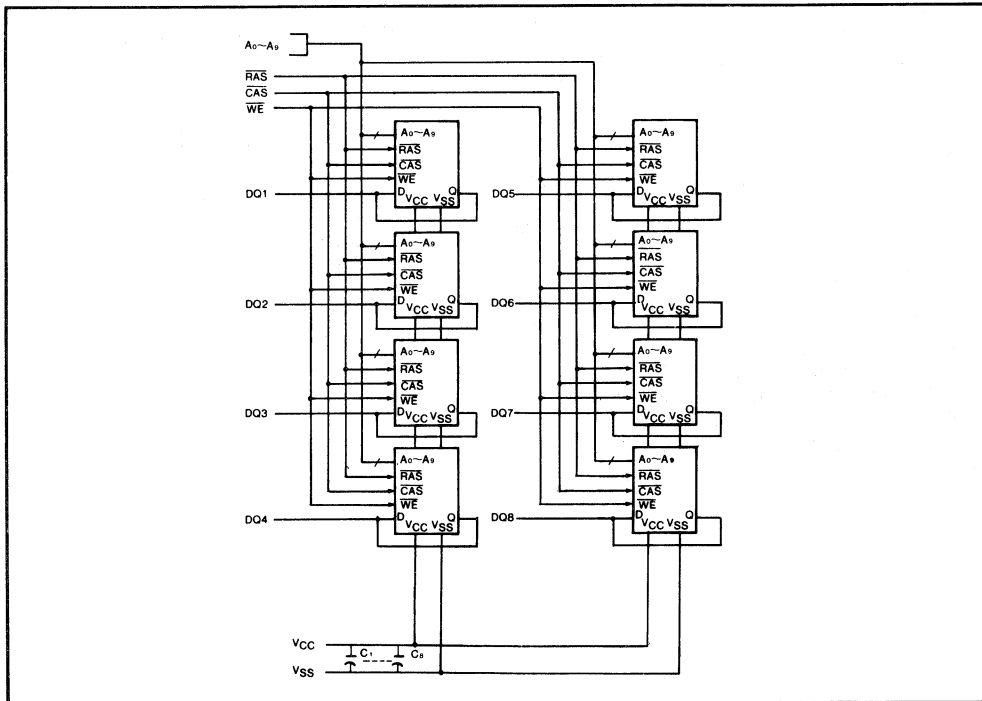 A0~A9
RAS
CAS
WE
A0~A9
RAS
CAS
WE
DQ1
D
VCC
VSS
Q
A0~A9
RAS
CAS
WE
DQ2
D
VCC
VSS
Q
A0~A9
RAS
CAS
WE
DQ3
D
VCC
VSS
Q
A0~A9
RAS
CAS
WE
DQ4
D
VCC
VSS
Q
A0~A9
RAS
CAS
WE
DQ5
D
VCC
VSS
Q
A0~A9
RAS
CAS
WE
DQ6
D
VCC
VSS
Q
A0~A9
RAS
CAS
WE
DQ7
D
VCC
VSS
Q
A0~A9
RAS
CAS
WE
DQ8
D
VCC
VSS
Q
VCC
C1
C8
VSS